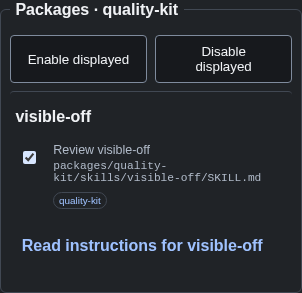 Packages · quality-kit
Enable displayed
Disable
displayed
visible-off
Review visible-off
packages/quality-
kit/skills/visible-off/SKILL.md
quality-kit
Read instructions for visible-off